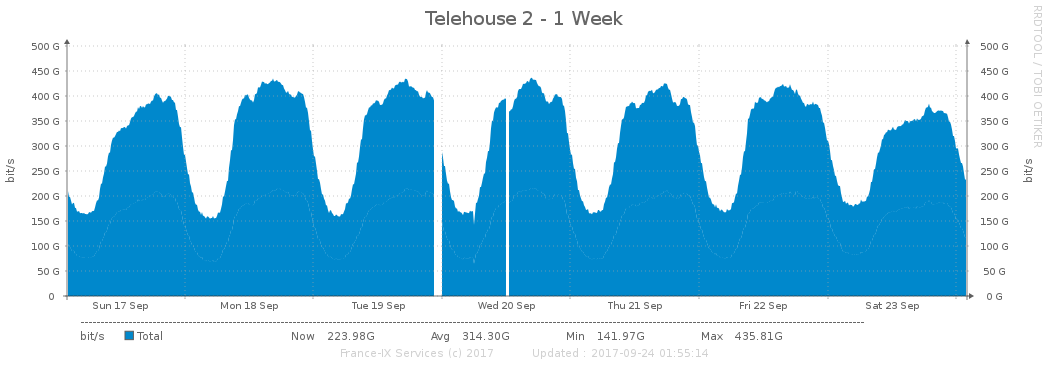 Telehouse 2 - 1 Week
RRDTOOL / TOBI OETIKER
500 G 500 G
450 G 450 G
400 G 400 G
350 G 350 G
300 G 300 G
250 G 250 G
200 G 200 G
150 G 150 G
100 G 100 G
50 G 50 G
0 0 G
bit/s bit/s
Sun 17 Sep Mon 18 Sep Tue 19 Sep Wed 20 Sep Thu 21 Sep Fri 22 Sep Sat 23 Sep
bit/s Total Now 223.98G Avg 314.30G Min 141.97G Max 435.81G
France-IX Services (c) 2017 Updated : 2017-09-24 01:55:14